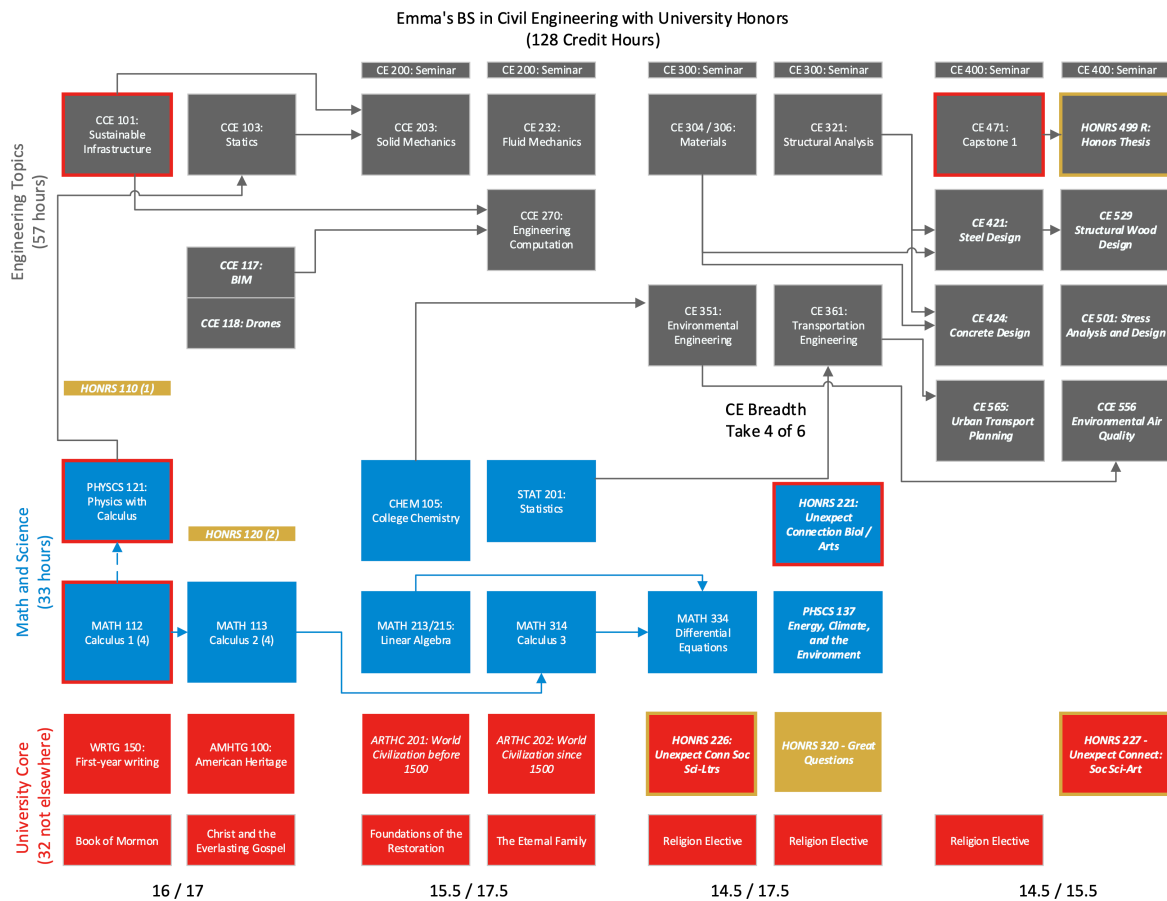 Emma's BS in Civil Engineering with University Honors
(128 Credit Hours)
CE 200: Seminar
CE 200: Seminar
CE 300: Seminar
CE 300: Seminar
CE 400: Seminar
CE 400: Seminar
Engineering Topics
(57 hours)
CCE 101:
Sustainable
Infrastructure
CCE 103:
Statics
CCE 203:
Solid Mechanics
CE 232:
Fluid Mechanics
CE 304 / 306:
Materials
CE 321:
Structural Analysis
CE 471:
Capstone 1
HONRS 499 R:
Honors Thesis
CCE 270:
Engineering
Computation
CE 421:
Steel Design
CE 529
Structural Wood
Design
CCE 117:
BIM
CCE 118: Drones
CE 351:
Environmental
Engineering
CE 361:
Transportation
Engineering
CE 424:
Concrete Design
CE 501: Stress
Analysis and Design
HONRS 110 (1)
CE Breadth
Take 4 of 6
CE 565:
Urban Transport
Planning
CCE 556
Environmental Air
Quality
Math and Science
(33 hours)
PHYSCS 121:
Physics with
Calculus
HONRS 120 (2)
CHEM 105:
College Chemistry
STAT 201:
Statistics
HONRS 221:
Unexpect
Connection Biol /
Arts
MATH 112
Calculus 1 (4)
MATH 113
Calculus 2 (4)
MATH 213/215:
Linear Algebra
MATH 314
Calculus 3
MATH 334
Differential
Equations
PHSCS 137
Energy, Climate,
and the
Environment
University Core
(32 not elsewhere)
WRTG 150:
First-year writing
AMHTG 100:
American Heritage
ARTHC 201: World
Civilization before
1500
ARTHC 202: World
Civilization since
1500
HONRS 226:
Unexpect Conn Soc
Sci-Ltrs
HONRS 320 - Great
Questions
HONRS 227 -
Unexpect Connect:
Soc Sci-Art
Book of Mormon
Christ and the
Everlasting Gospel
Foundations of the
Restoration
The Eternal Family
Religion Elective
Religion Elective
Religion Elective
16 / 17
15.5 / 17.5
14.5 / 17.5
14.5 / 15.5